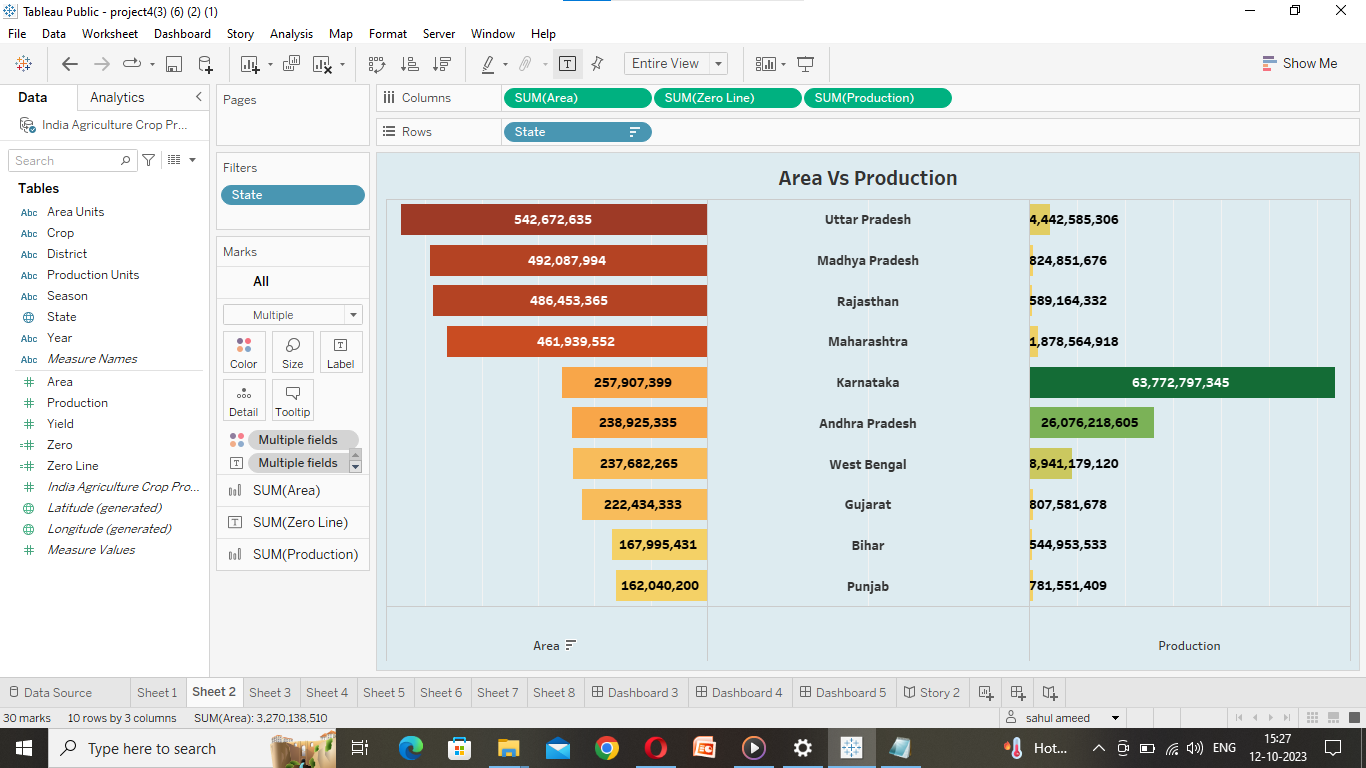 Tableau Public - project4(3) (6) (2) (1)
File Data Worksheet Dashboard Story Analysis Map Format Server Window Help
Entire View
Show Me
Data Analytics
India Agriculture Crop Pr...
Search
Tables
Abc Area Units
Abc Crop
Abc District
Abc Production Units
Abc Season
State
Abc Year
Abc Measure Names
Area
Production
Yield
Zero
Zero Line
India Agriculture Crop Pro...
Latitude (generated)
Longitude (generated)
Measure Values
Pages
Filters
State
Marks
All
Multiple
Color Size Label
Detail Tooltip
Multiple fields
Multiple fields
SUM(Area)
SUM(Zero Line)
SUM(Production)
Columns SUM(Area) SUM(Zero Line) SUM(Production)
Rows State
Area Vs Production
542,672,635 Uttar Pradesh 4,442,585,306
492,087,994 Madhya Pradesh 824,851,676
486,453,365 Rajasthan 589,164,332
461,939,552 Maharashtra 1,878,564,918
257,907,399 Karnataka 63,772,797,345
238,925,335 Andhra Pradesh 26,076,218,605
237,682,265 West Bengal 8,941,179,120
222,434,333 Gujarat 807,581,678
167,995,431 Bihar 544,953,533
162,040,200 Punjab 781,551,409
Area Production
Data Source Sheet 1 Sheet 2 Sheet 3 Sheet 4 Sheet 5 Sheet 6 Sheet 7 Sheet 8 Dashboard 3 Dashboard 4 Dashboard 5 Story 2
30 marks 10 rows by 3 columns SUM(Area): 3,270,138,510 sahul ameed
Type here to search Hot... ENG 15:27
12-10-2023